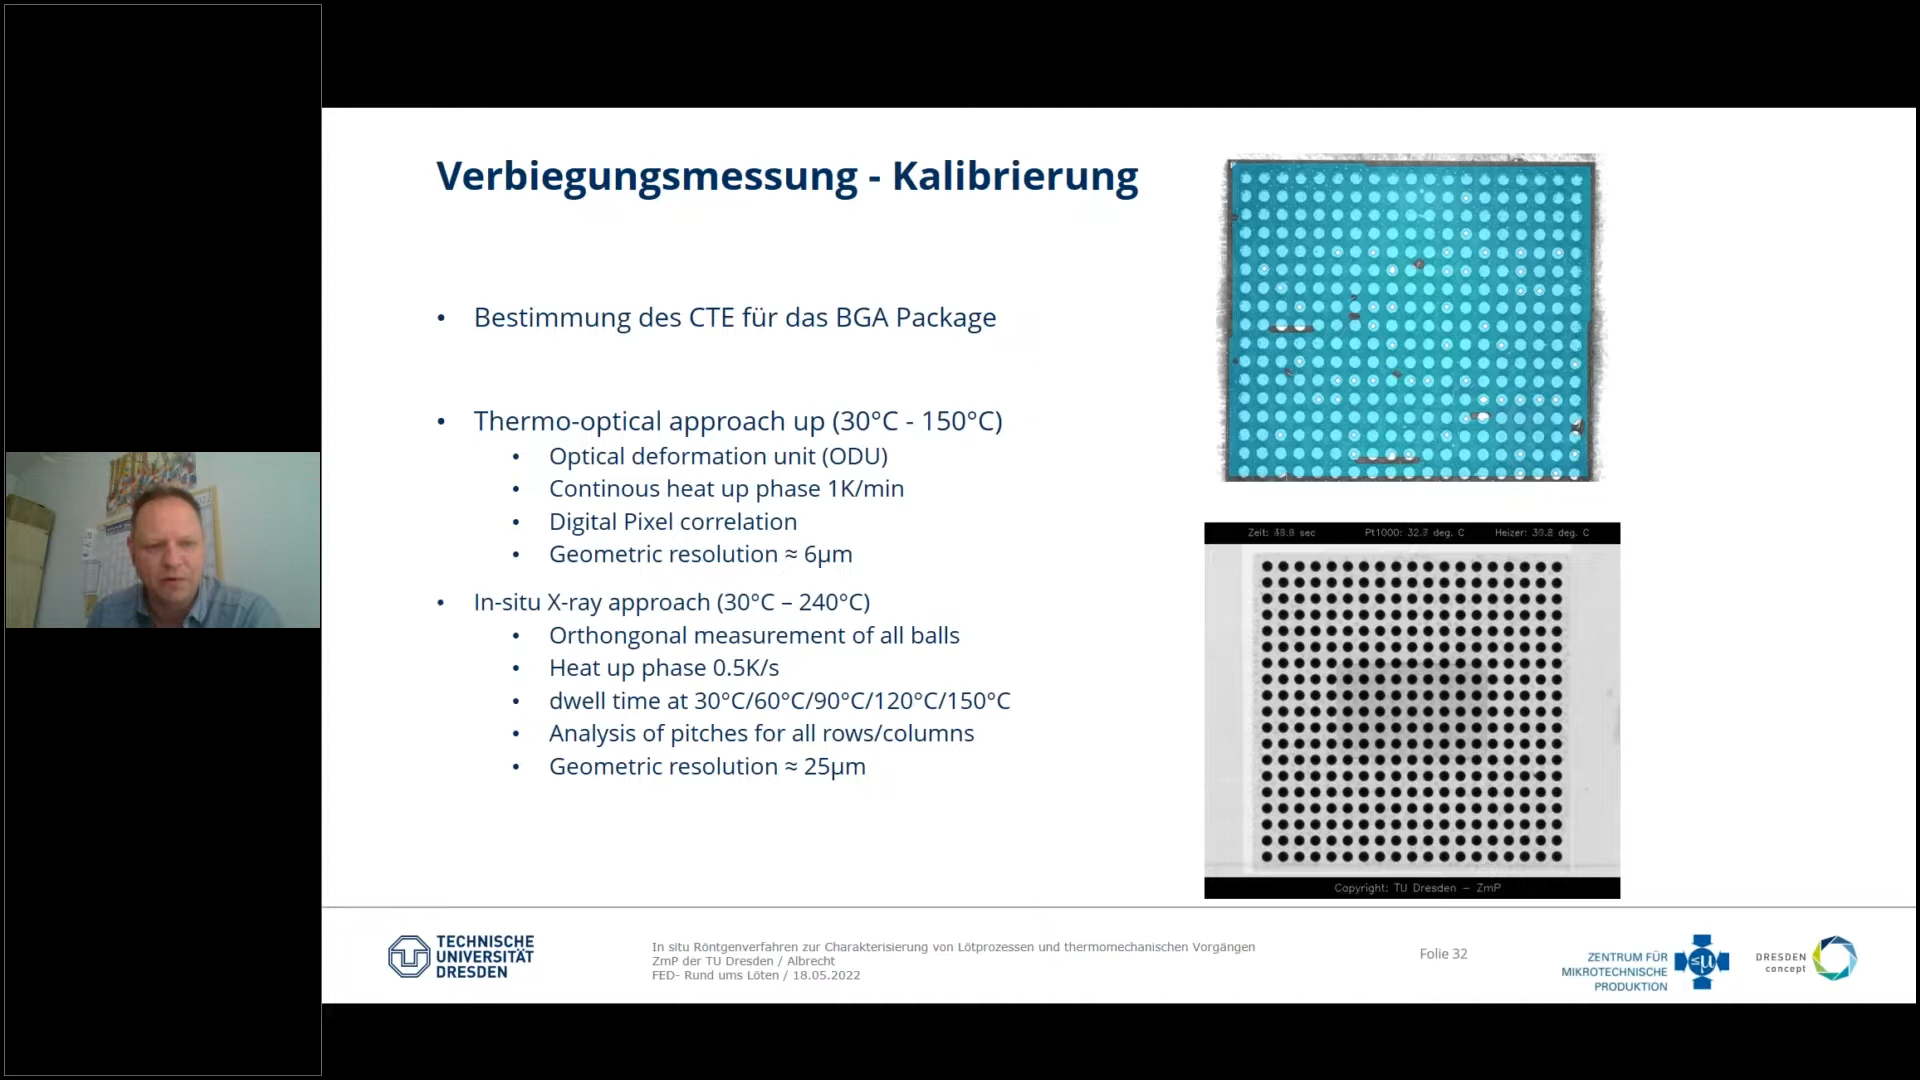 Verbiegungsmessung - Kalibrierung
• Bestimmung des CTE für das BGA Package
• Thermo-optical approach up (30°C - 150°C)
• Optical deformation unit (ODU)
• Continous heat up phase 1K/min
• Digital Pixel correlation
• Geometric resolution ≈ 6µm
• In-situ X-ray approach (30°C – 240°C)
• Orthongonal measurement of all balls
• Heat up phase 0.5K/s
• dwell time at 30°C/60°C/90°C/120°C/150°C
• Analysis of pitches for all rows/columns
• Geometric resolution ≈ 25µm
Zeit: sec Pt1000: deg. C Heizer: deg. C
Copyright: TU Dresden – ZmP
TECHNISCHE
UNIVERSITÄT
DRESDEN
In situ Röntgenverfahren zur Charakterisierung von Lötprozessen und thermomechanischen Vorgängen
ZmP der TU Dresden / Albrecht
FED- Rund ums Löten / 18.05.2022
Folie 32
ZENTRUM FÜR
MIKROTECHNISCHE
PRODUKTION
sµ
DRESDEN
concept